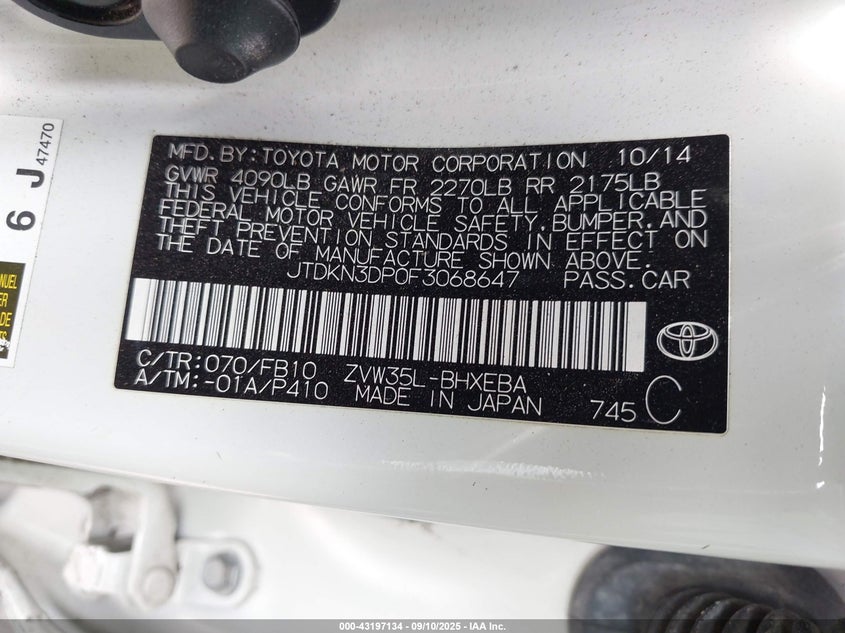 MFD.BY:TOYOTA MOTOR CORPORATION 10/14
GVWR 4090LB GAWR FR 2270LB RR 2175LB
THIS VEHICLE CONFORMS TO ALL APPLICABLE
FEDERAL MOTOR VEHICLE SAFETY,BUMPER,AND
THEFT PREVENTION STANDARDS IN EFFECT ON
THE DATE OF MANUFACTURE SHOWN ABOVE.
JTDKN3DP0F3068647 PASS.CAR
C/TR:070/FB10 ZVW35L-BHXEBA
A/TM:-01A/P410 MADE IN JAPAN 745 C
6 J 47470
000-43197134 - 09/10/2025 - IAA Inc.